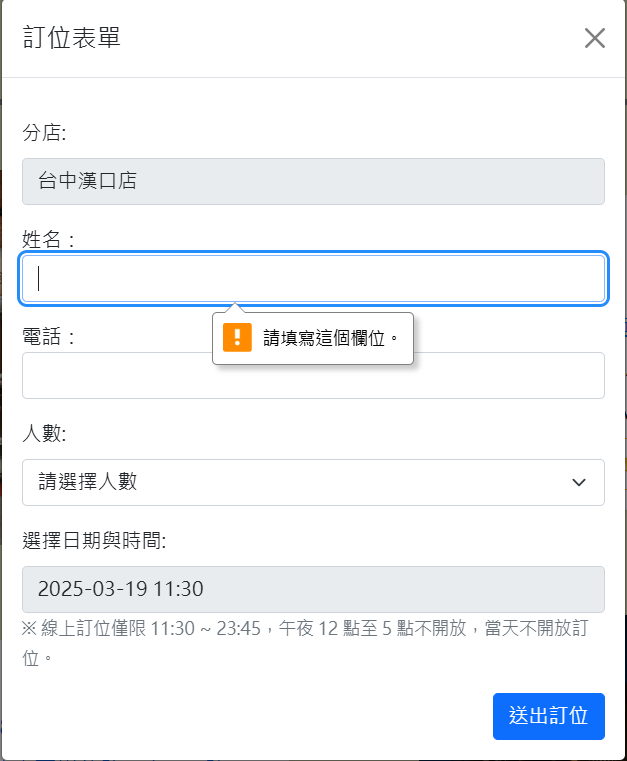 訂位表單
分店:
台中漢口店
姓名：
請填寫這個欄位。
電話：
人數:
請選擇人數
選擇日期與時間:
2025-03-19 11:30
※ 線上訂位僅限 11:30 ~ 23:45，午夜 12 點至 5 點不開放，當天不開放訂
位。
送出訂位